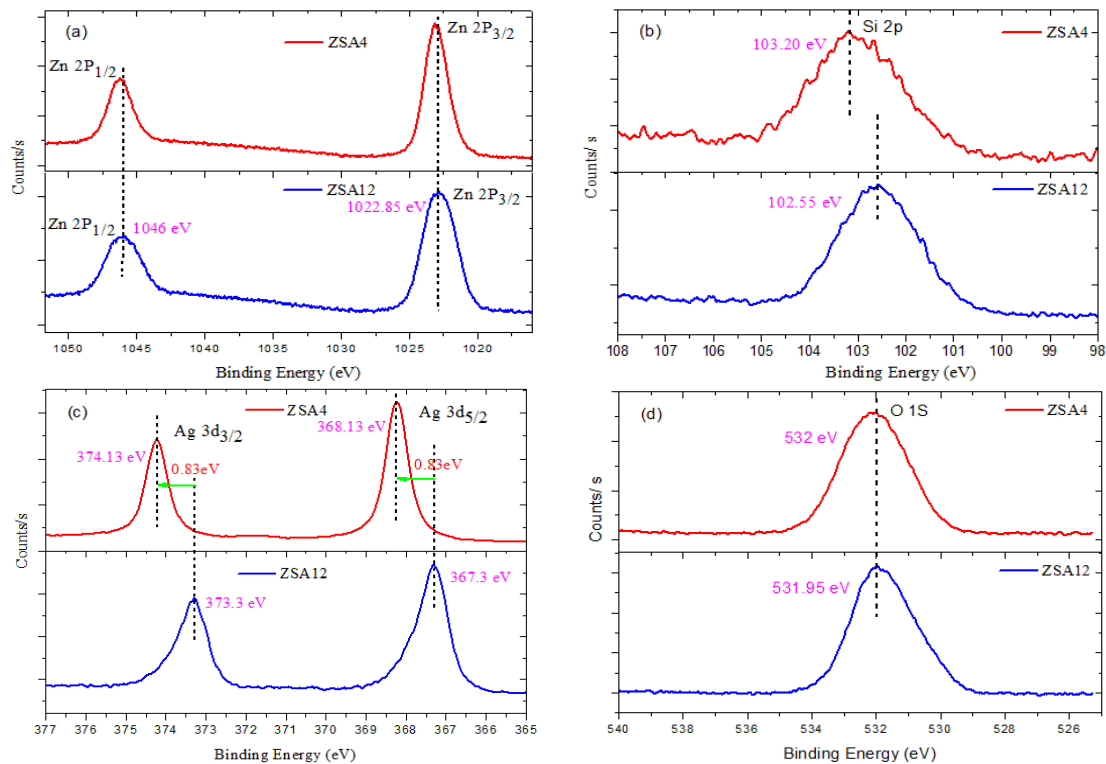 (a)
Zn 2P3/2
ZSA4
Zn 2P1/2
ZSA12
1022.85 eV
Zn 2P3/2
Zn 2P1/2
1046 eV
Counts/s
1050 1045 1040 1035 1030 1025 1020
Binding Energy (eV)
(b)
Si 2p
ZSA4
103.20 eV
ZSA12
102.55 eV
Counts/ s
108 107 106 105 104 103 102 101 100 99 98
Binding Energy (eV)
(c)
ZSA4
Ag 3d3/2
Ag 3d5/2
368.13 eV
374.13 eV
0.83eV
0.83eV
ZSA12
367.3 eV
373.3 eV
Counts/ s
377 376 375 374 373 372 371 370 369 368 367 366 365
Binding Energy (eV)
(d)
O 1S
ZSA4
532 eV
ZSA12
531.95 eV
Counts/ s
540 538 536 534 532 530 528 526
Binding Energy (eV)